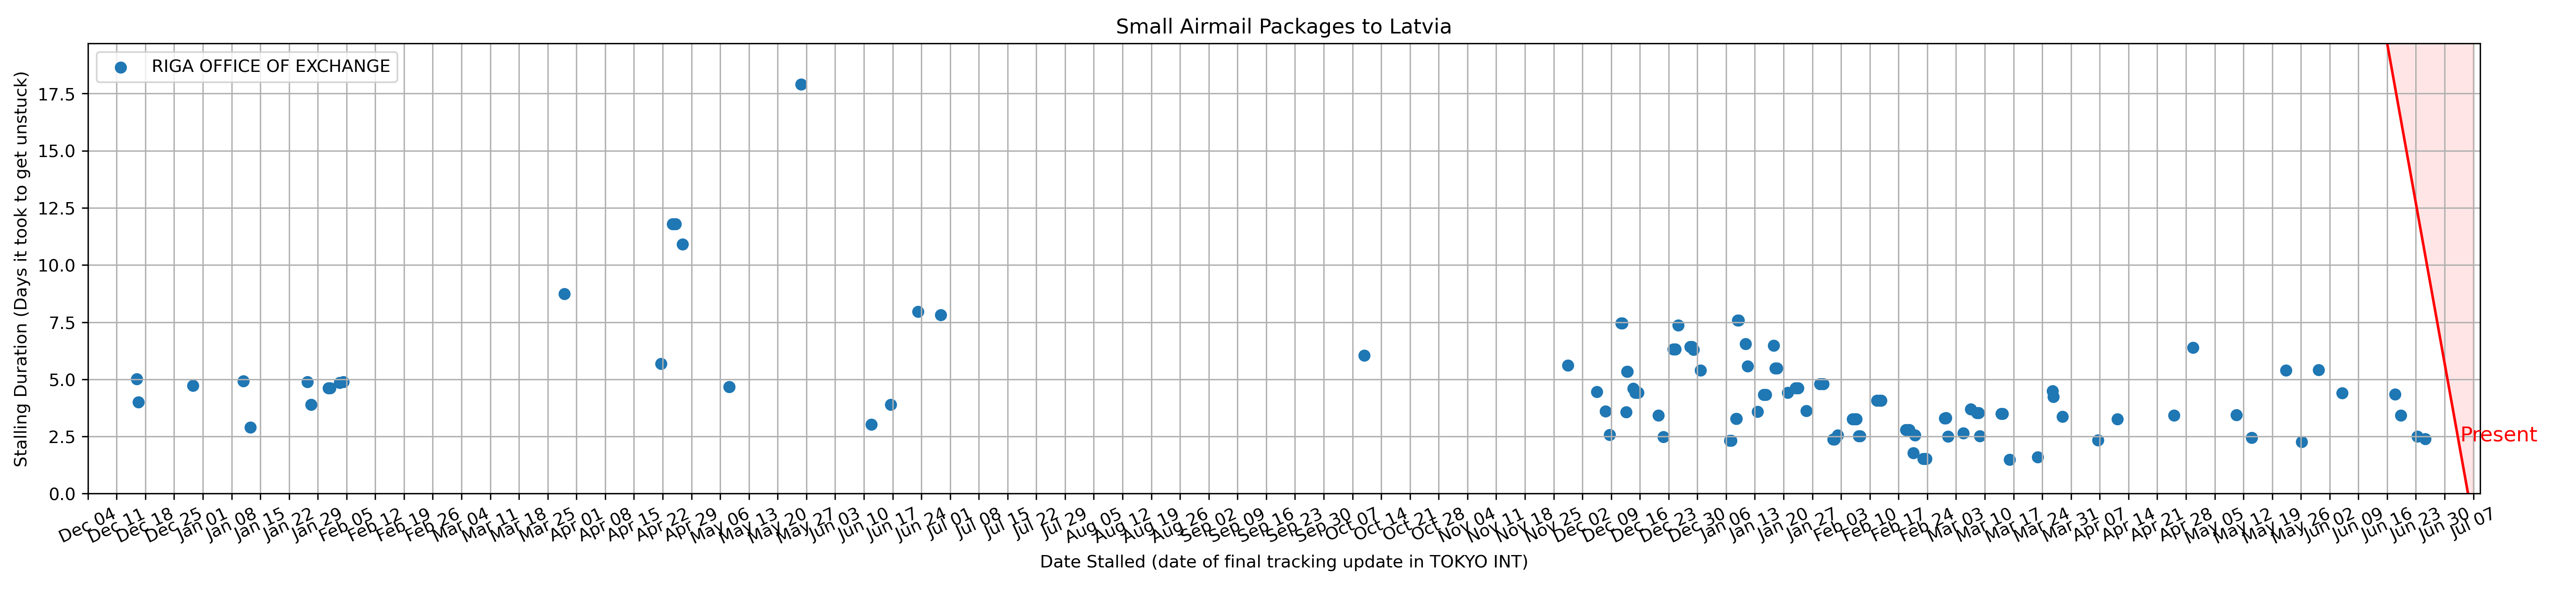 Small Airmail Packages to Latvia
RIGA OFFICE OF EXCHANGE
Stalling Duration (Days it took to get unstuck)
17.5
15.0
12.5
10.0
7.5
5.0
2.5
0.0
Present
Dec 04 Dec 11 Dec 18 Dec 25 Jan 01 Jan 08 Jan 15 Jan 22 Jan 29 Feb 05 Feb 12 Feb 19 Feb 26 Mar 04 Mar 11 Mar 18 Mar 25 Apr 01 Apr 08 Apr 15 Apr 22 Apr 29 May 06 May 13 May 20 May 27 Jun 03 Jun 10 Jun 17 Jun 24 Jul 01 Jul 08 Jul 15 Jul 22 Jul 29 Aug 05 Aug 12 Aug 19 Aug 26 Sep 02 Sep 09 Sep 16 Sep 23 Sep 30 Oct 07 Oct 14 Oct 21 Oct 28 Nov 04 Nov 11 Nov 18 Nov 25 Dec 02 Dec 09 Dec 16 Dec 23 Dec 30 Jan 06 Jan 13 Jan 20 Jan 27 Feb 03 Feb 10 Feb 17 Feb 24 Mar 03 Mar 10 Mar 17 Mar 24 Mar 31 Apr 07 Apr 14 Apr 21 Apr 28 May 05 May 12 May 19 May 26 Jun 02 Jun 09 Jun 16 Jun 23 Jun 30 Jul 07
Date Stalled (date of final tracking update in TOKYO INT)